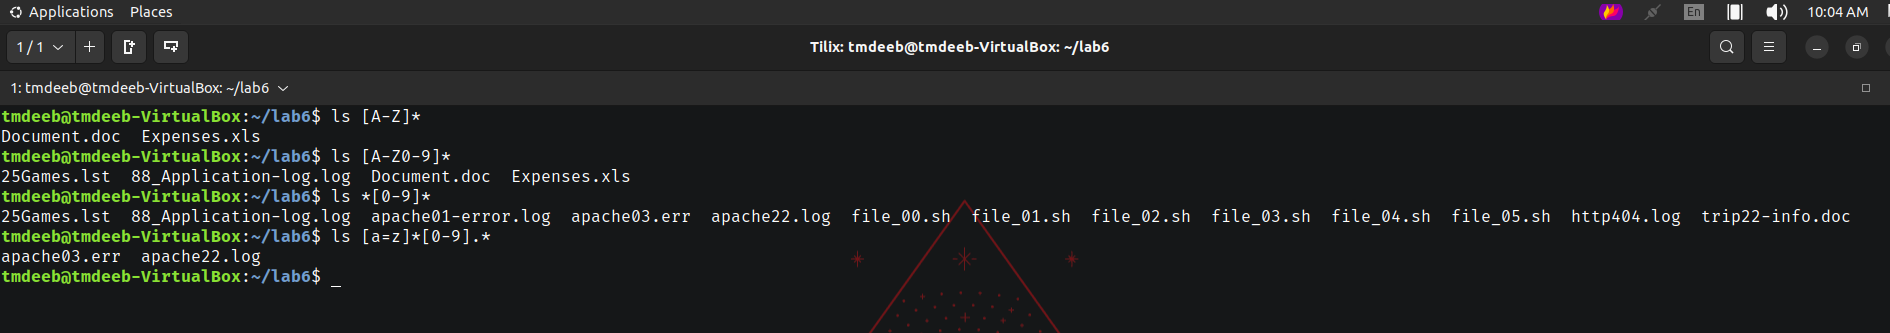 Applications Places En 10:04 AM
1 / 1 Tilix: tmdeeb@tmdeeb-VirtualBox: ~/lab6
1: tmdeeb@tmdeeb-VirtualBox: ~/lab6
tmdeeb@tmdeeb-VirtualBox:~/lab6$ ls [A-Z]*
Document.doc  Expenses.xls
tmdeeb@tmdeeb-VirtualBox:~/lab6$ ls [A-Z0-9]*
25Games.lst  88_Application-log.log  Document.doc  Expenses.xls
tmdeeb@tmdeeb-VirtualBox:~/lab6$ ls *[0-9]*
25Games.lst  88_Application-log.log  apache01-error.log  apache03.err  apache22.log  file_00.sh  file_01.sh  file_02.sh  file_03.sh  file_04.sh  file_05.sh  http404.log  trip22-info.doc
tmdeeb@tmdeeb-VirtualBox:~/lab6$ ls [a=z]*[0-9].*
apache03.err  apache22.log
tmdeeb@tmdeeb-VirtualBox:~/lab6$ _